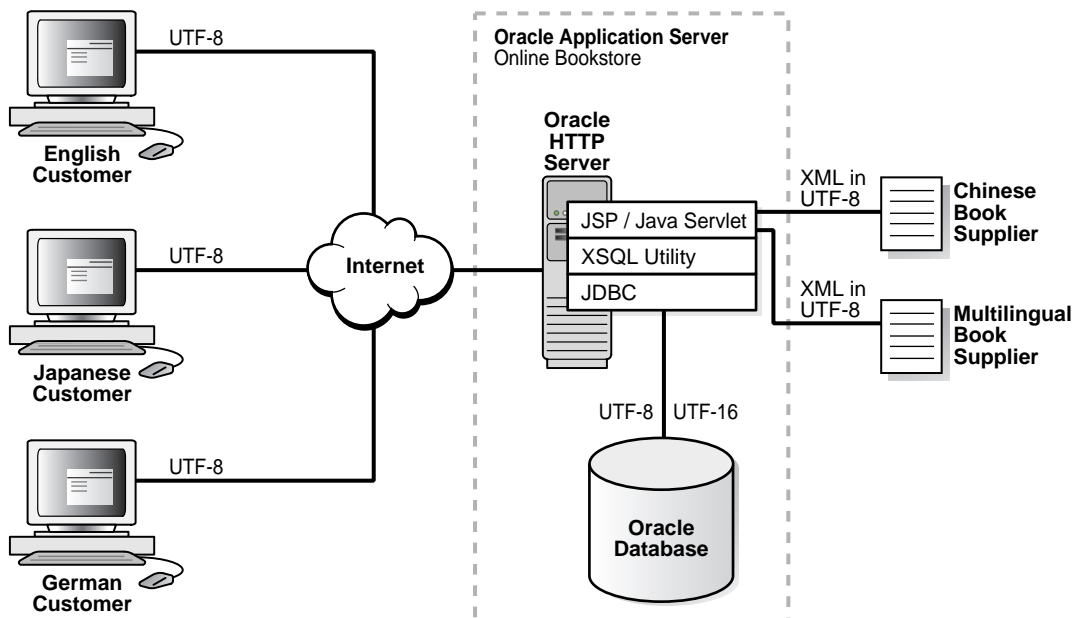 UTF-8
English
Customer
UTF-8
Japanese
Customer
UTF-8
German
Customer
Internet
Oracle Application Server
Online Bookstore
Oracle
HTTP
Server
JSP / Java Servlet
XSQL Utility
JDBC
UTF-8
UTF-16
Oracle
Database
XML in
UTF-8
Chinese
Book
Supplier
XML in
UTF-8
Multilingual
Book
Supplier